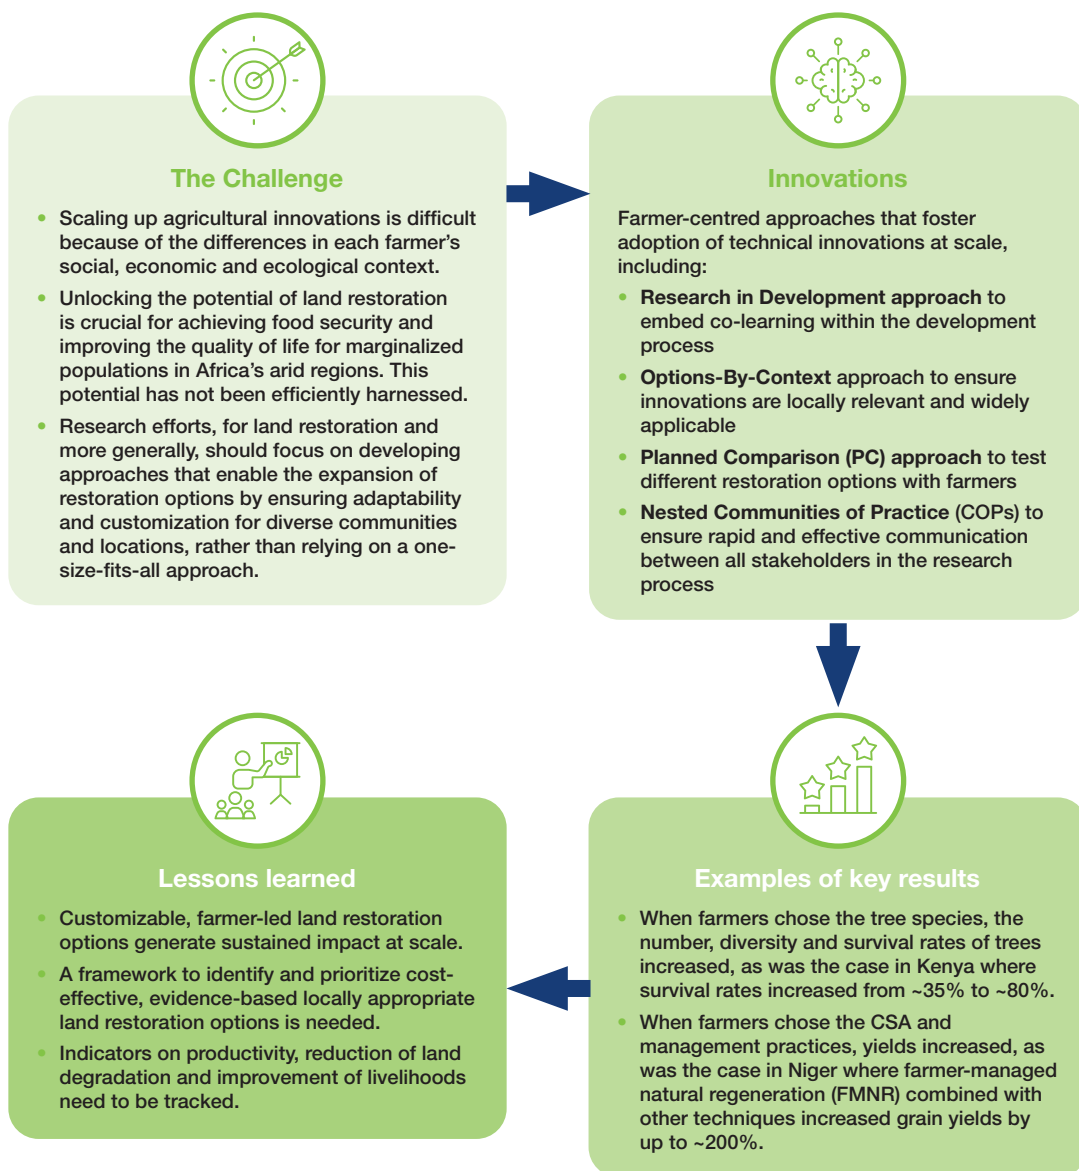 The Challenge
• Scaling up agricultural innovations is difficult
because of the differences in each farmer's
social, economic and ecological context.
• Unlocking the potential of land restoration
is crucial for achieving food security and
improving the quality of life for marginalized
populations in Africa's arid regions. This
potential has not been efficiently harnessed.
• Research efforts, for land restoration and
more generally, should focus on developing
approaches that enable the expansion of
restoration options by ensuring adaptability
and customization for diverse communities
and locations, rather than relying on a one-
size-fits-all approach.
Innovations
Farmer-centred approaches that foster
adoption of technical innovations at scale,
including:
• Research in Development approach to
embed co-learning within the development
process
• Options-By-Context approach to ensure
innovations are locally relevant and widely
applicable
• Planned Comparison (PC) approach to test
different restoration options with farmers
• Nested Communities of Practice (COPs) to
ensure rapid and effective communication
between all stakeholders in the research
process
Examples of key results
• When farmers chose the tree species, the
number, diversity and survival rates of trees
increased, as was the case in Kenya where
survival rates increased from ~35% to ~80%.
• When farmers chose the CSA and
management practices, yields increased, as
was the case in Niger where farmer-managed
natural regeneration (FMNR) combined with
other techniques increased grain yields by
up to ~200%.
Lessons learned
• Customizable, farmer-led land restoration
options generate sustained impact at scale.
• A framework to identify and prioritize cost-
effective, evidence-based locally appropriate
land restoration options is needed.
• Indicators on productivity, reduction of land
degradation and improvement of livelihoods
need to be tracked.